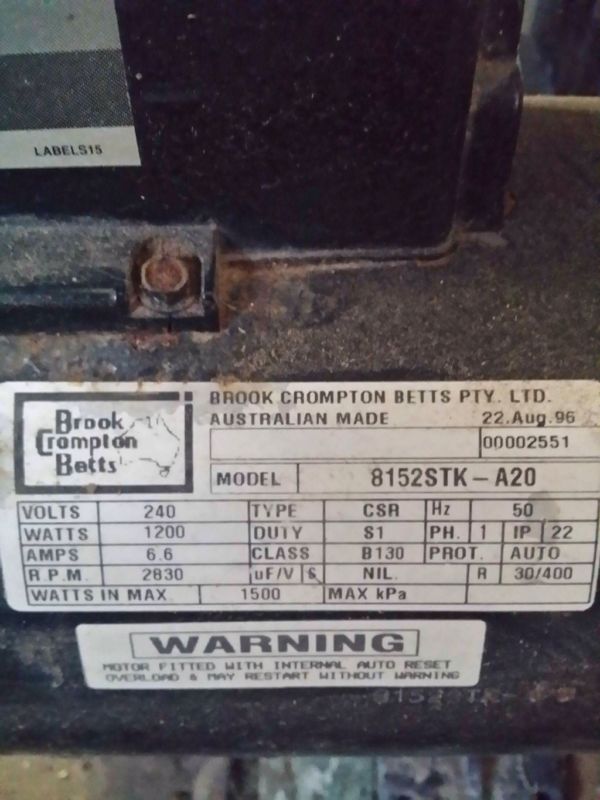 LABELS15
Brook
Crompton
Betts
BROOK CROMPTON BETTS PTY. LTD.
AUSTRALIAN MADE 22.Aug.96
00002551
MODEL 8152STK-A20
VOLTS 240 TYPE CSR Hz 50
WATTS 1200 DUTY S1 PH. 1 IP 22
AMPS 6.6 CLASS B130 PROT. AUTO
R.P.M. 2830 uF/V S NIL. R 30/400
WATTS IN MAX 1500 MAX kPa
WARNING
MOTOR FITTED WITH INTERNAL AUTO RESET
OVERLOAD & MAY RESTART WITHOUT WARNING